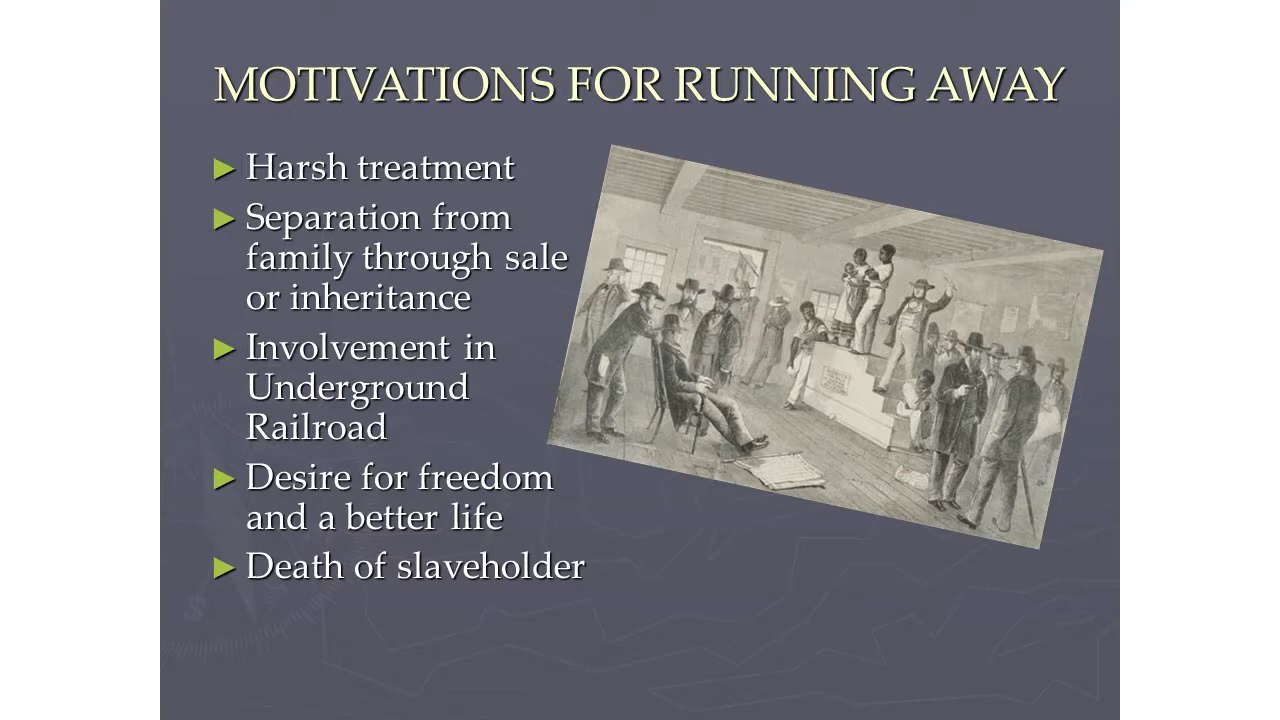 MOTIVATIONS FOR RUNNING AWAY
► Harsh treatment
► Separation from
family through sale
or inheritance
► Involvement in
Underground
Railroad
► Desire for freedom
and a better life
► Death of slaveholder